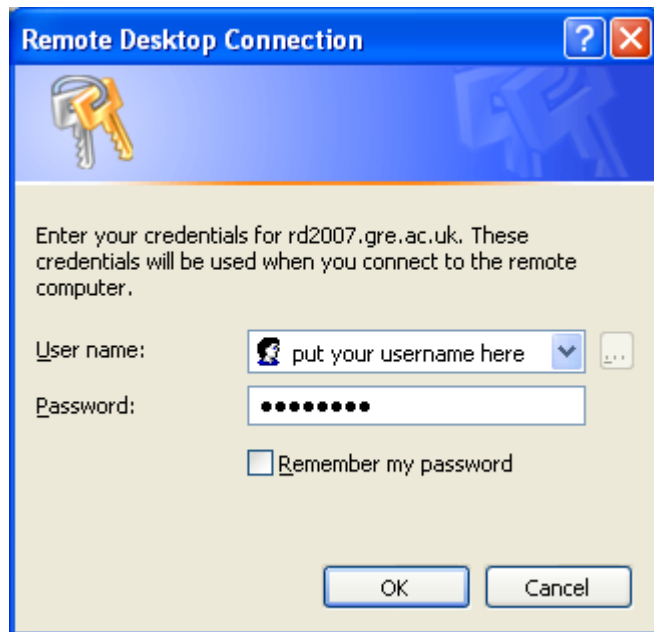 Remote Desktop Connection
Enter your credentials for rd2007.gre.ac.uk. These
credentials will be used when you connect to the remote
computer.
User name: put your username here ...
Password: ●●●●●●●●
Remember my password
OK Cancel